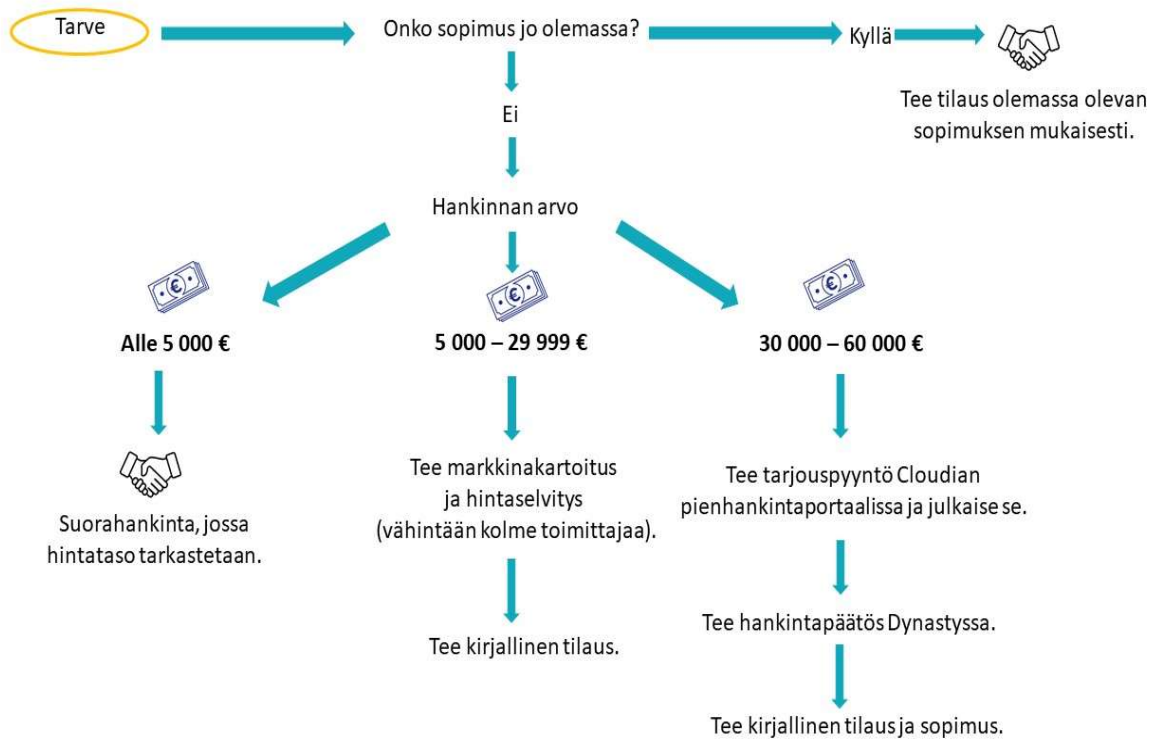 Tarve
Onko sopimus jo olemassa?
Kyllä
Tee tilaus olemassa olevan
sopimuksen mukaisesti.
Ei
Hankinnan arvo
Alle 5 000 €
5 000 – 29 999 €
30 000 – 60 000 €
Suorahankinta, jossa
hintataso tarkastetaan.
Tee markkinakartoitus
ja hintaselvitys
(vähintään kolme toimittajaa).
Tee kirjallinen tilaus.
Tee tarjouspyyntö Cloudian
pienhankintaportaalissa ja julkaise se.
Tee hankintapäätös Dynastyssa.
Tee kirjallinen tilaus ja sopimus.